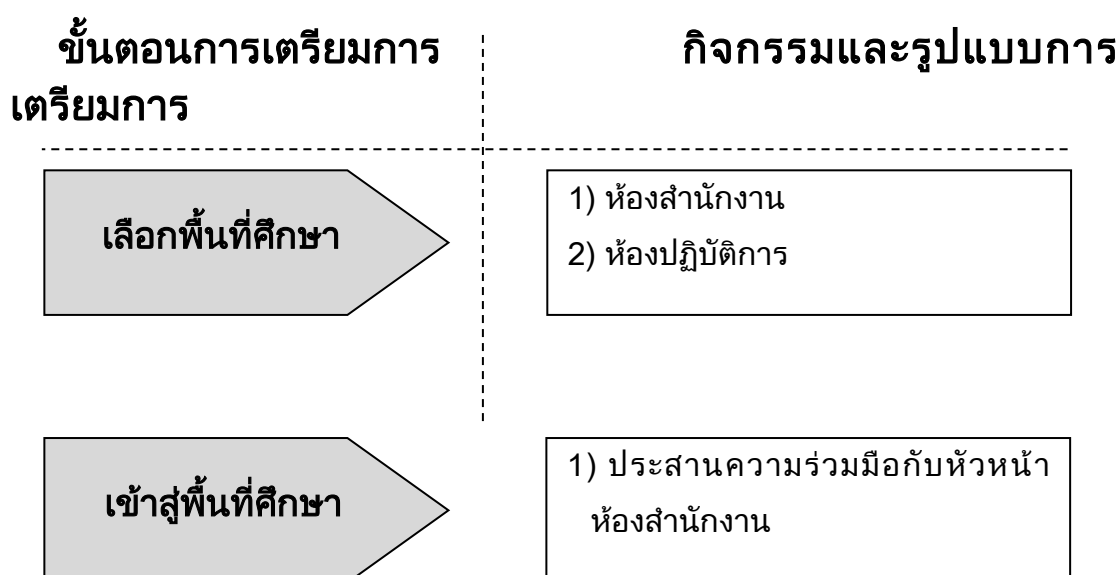 ขั้นตอนการเตรียมการ กิจกรรมและรูปแบบการ
เตรียมการ
เลือกพื้นที่ศึกษา
1) ห้องสำนักงาน
2) ห้องปฏิบัติการ
เข้าสู่พื้นที่ศึกษา
1) ประสานความร่วมมือกับหัวหน้า
ห้องสำนักงาน